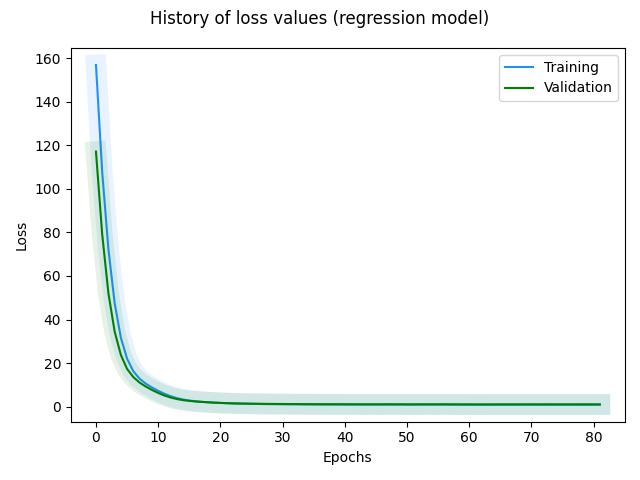 History of loss values (regression model)
Training
Validation
160
140
120
100
80
60
40
20
0
Loss
0 10 20 30 40 50 60 70 80
Epochs